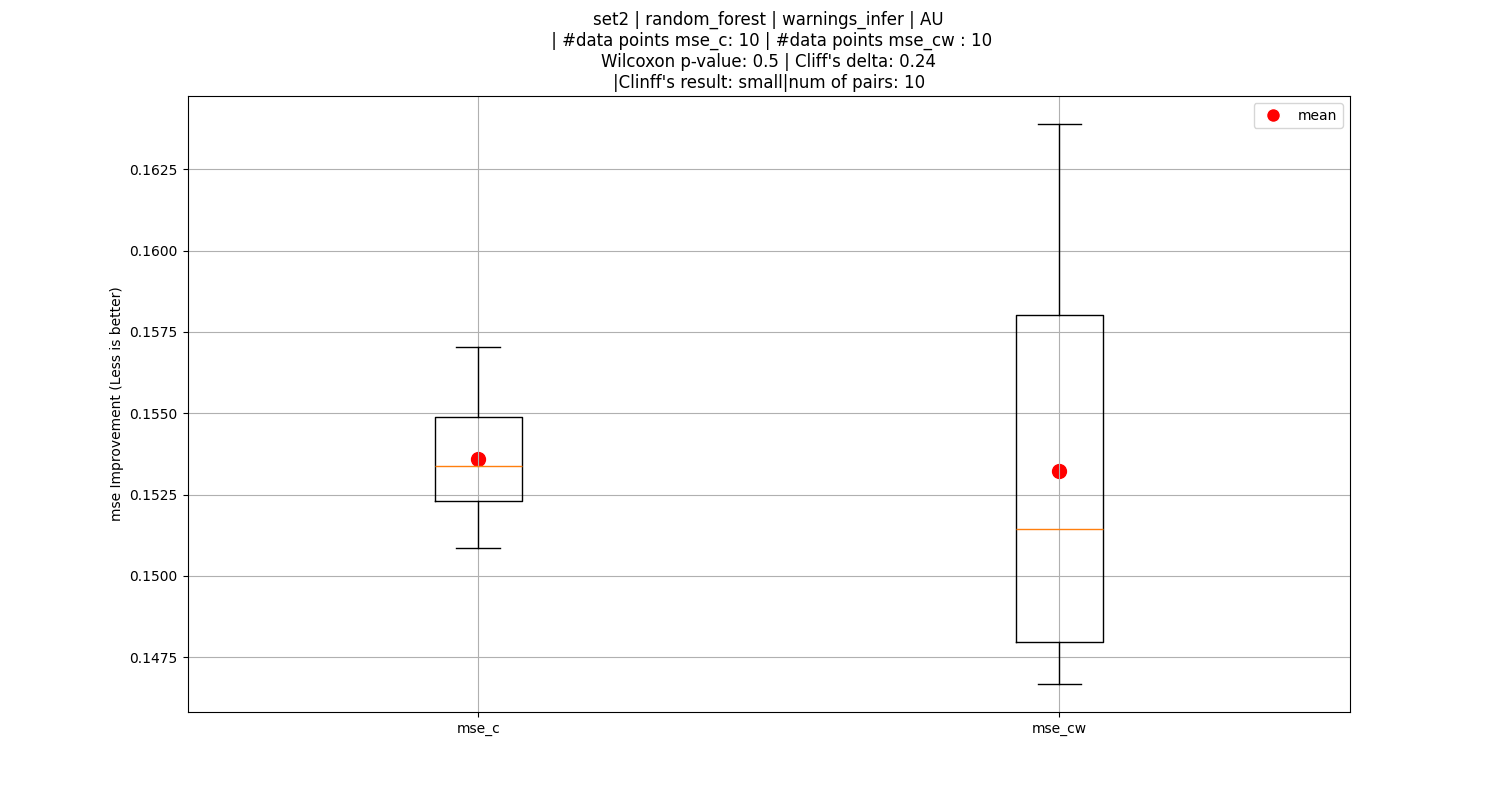 set2 | random_forest | warnings_infer | AU
| #data points mse_c: 10 | #data points mse_cw : 10
Wilcoxon p-value: 0.5 | Cliff's delta: 0.24
|Clinff's result: small|num of pairs: 10
mean
mse Improvement (Less is better)
0.1625
0.1600
0.1575
0.1550
0.1525
0.1500
0.1475
mse_c
mse_cw